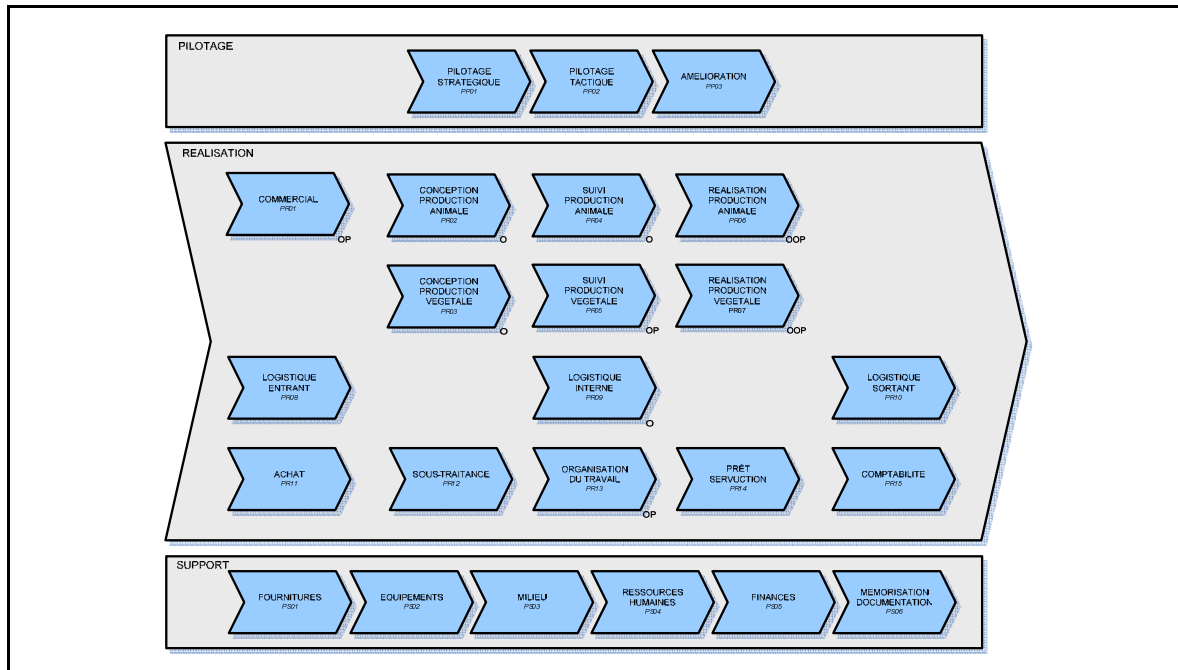 PILOTAGE
PILOTAGE
STRATEGIQUE
PP01
PILOTAGE
TACTIQUE
PP02
AMELIORATION
PP03
REALISATION
COMMERCIAL
PR01
OP
CONCEPTION
PRODUCTION
ANIMALE
PR02
O
SUIVI
PRODUCTION
ANIMALE
PR04
O
REALISATION
PRODUCTION
ANIMALE
PR06
OOP
CONCEPTION
PRODUCTION
VEGETALE
PR03
O
SUIVI
PRODUCTION
VEGETALE
PR05
OP
REALISATION
PRODUCTION
VEGETALE
PR07
OOP
LOGISTIQUE
ENTRANT
PR08
LOGISTIQUE
INTERNE
PR09
O
LOGISTIQUE
SORTANT
PR10
ACHAT
PR11
SOUS-TRAITANCE
PR12
ORGANISATION
DU TRAVAIL
PR13
OP
PRÊT
SERVUCTION
PR14
COMPTABILITE
PR15
SUPPORT
FOURNITURES
PS01
EQUIPEMENTS
PS02
MILIEU
PS03
RESSOURCES
HUMAINES
PS04
FINANCES
PS05
MEMORISATION
DOCUMENTATION
PS06